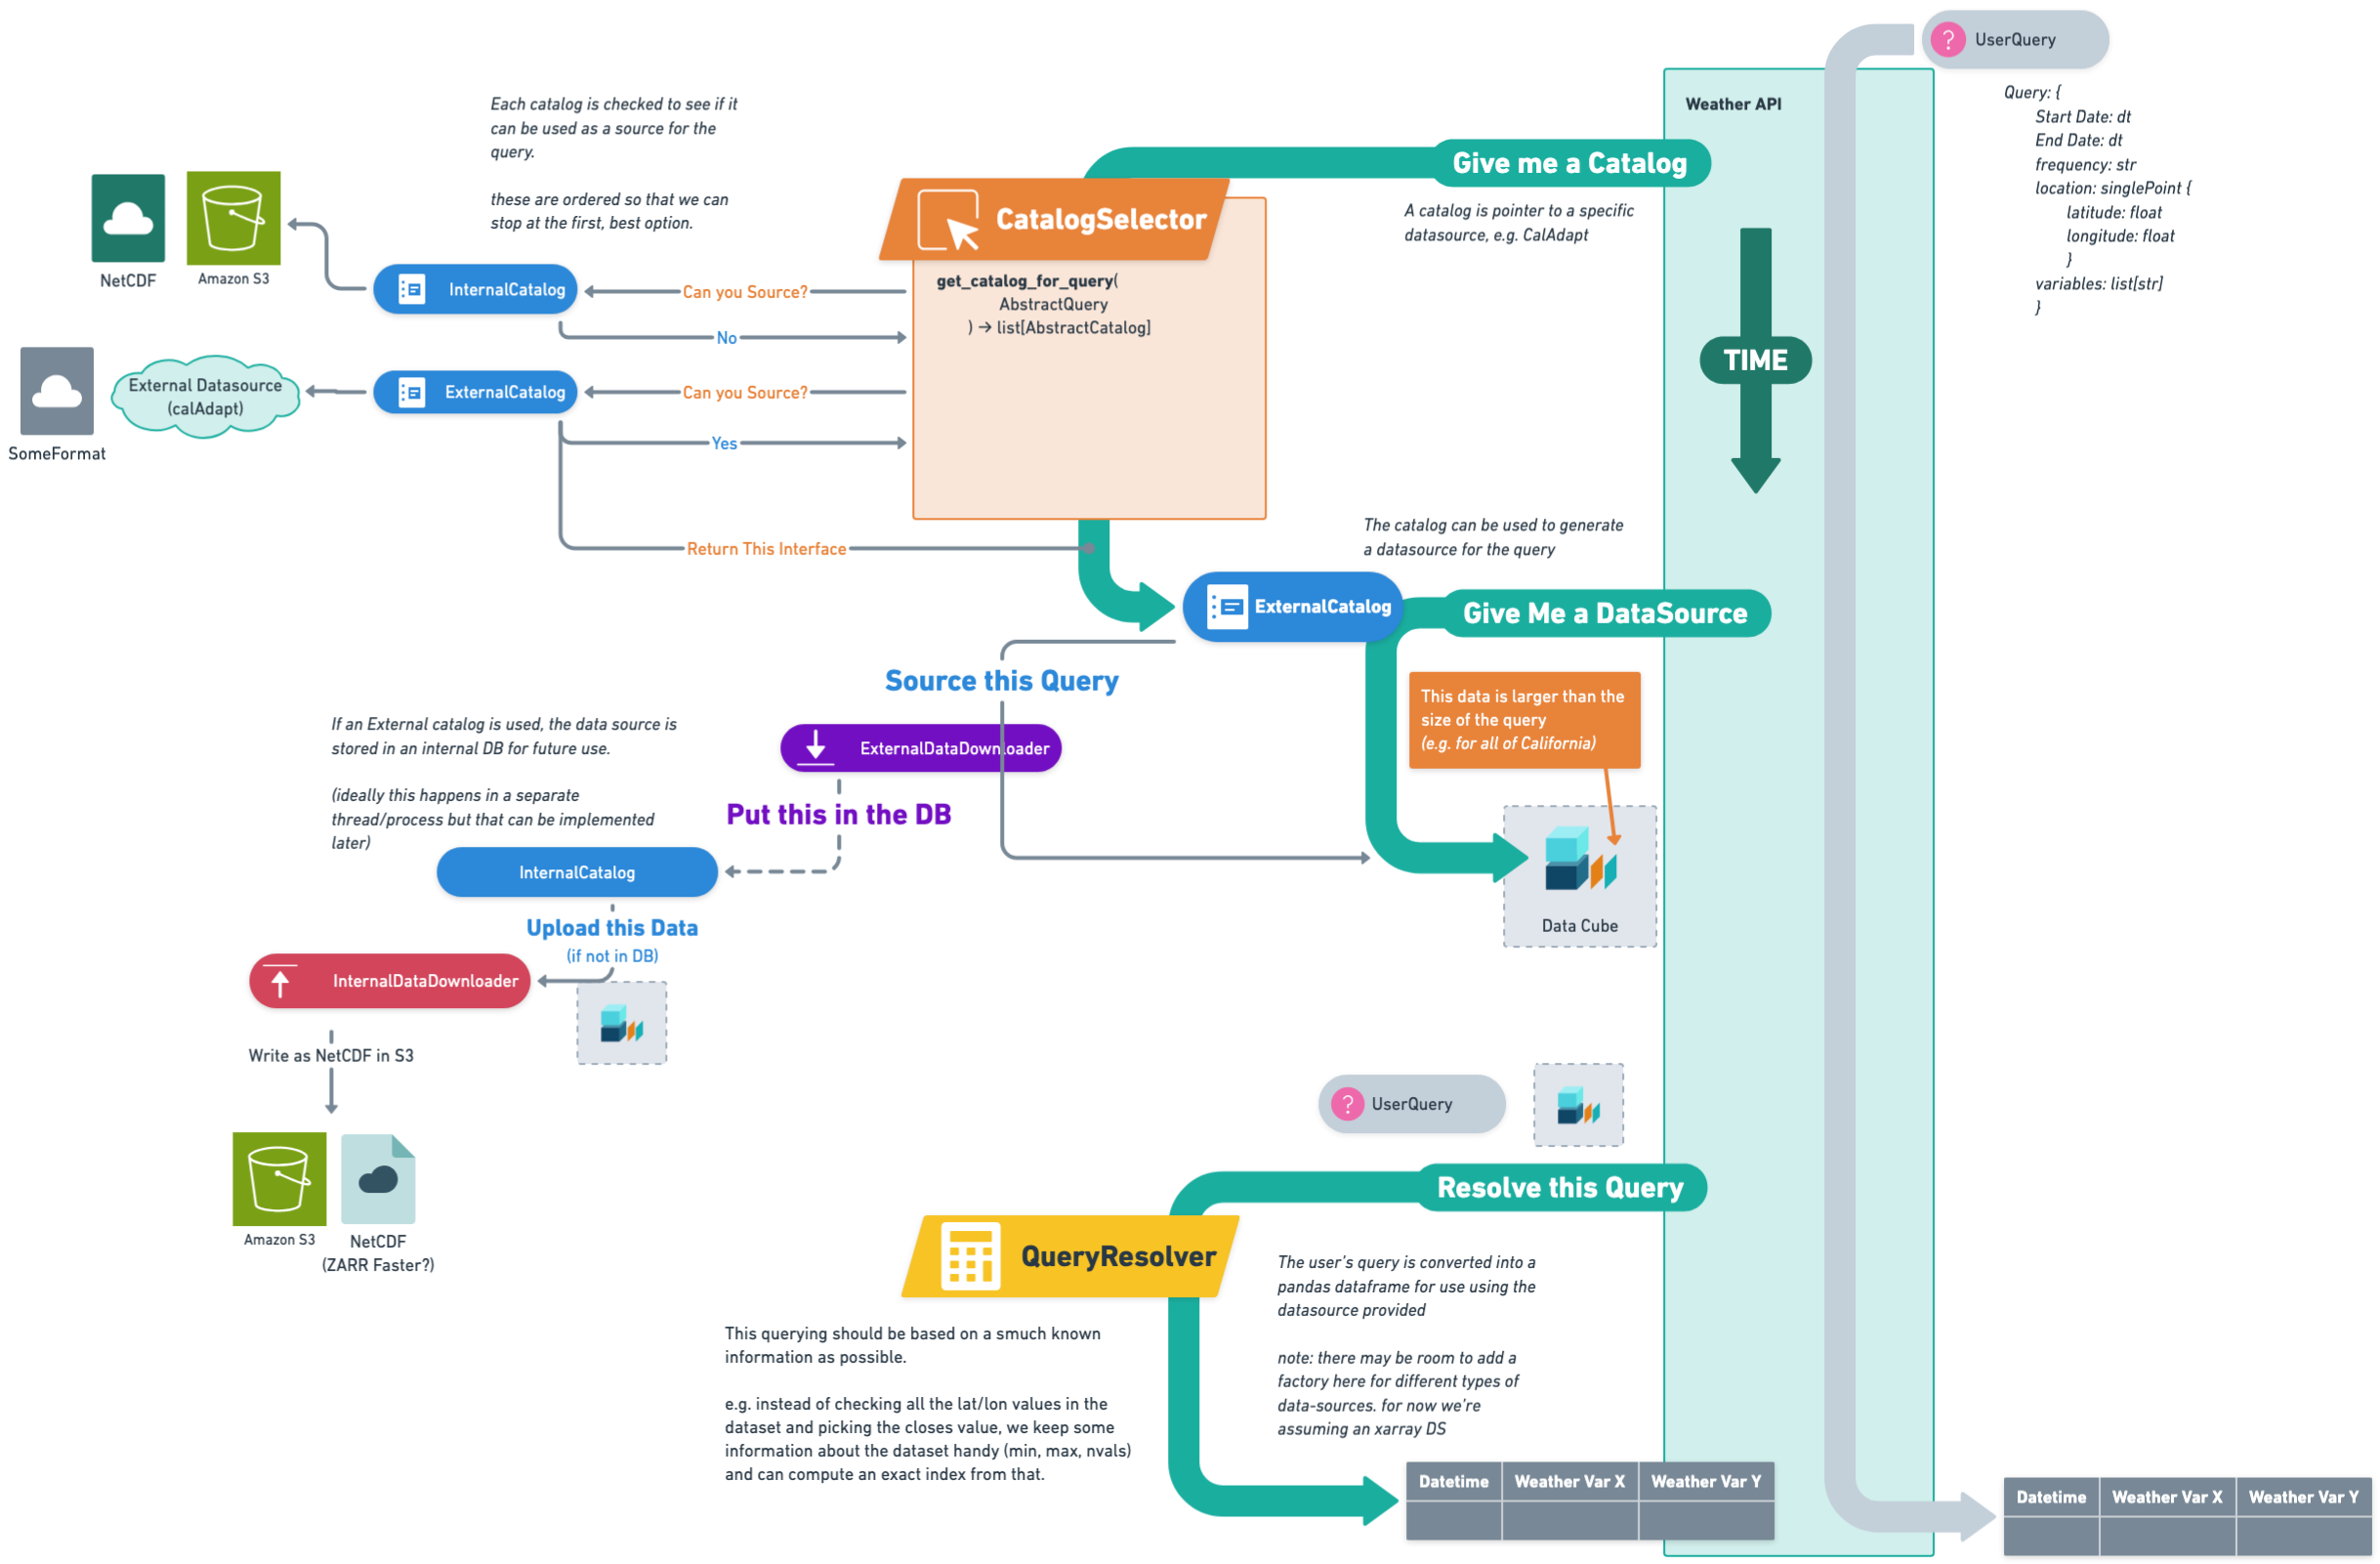 UserQuery
Query: {
Start Date: dt
End Date: dt
frequency: str
location: singlePoint {
latitude: float
longitude: float
}
variables: list[str]
}
Weather API
Give me a Catalog
A catalog is pointer to a specific
datasource, e.g. CalAdapt
TIME
Each catalog is checked to see if it
can be used as a source for the
query.
these are ordered so that we can
stop at the first, best option.
CatalogSelector
get_catalog_for_query(
AbstractQuery
) → list[AbstractCatalog]
NetCDF
Amazon S3
InternalCatalog
Can you Source?
No
External Datasource
(calAdapt)
SomeFormat
ExternalCatalog
Can you Source?
Yes
Return This Interface
The catalog can be used to generate
a datasource for the query
ExternalCatalog
Give Me a DataSource
Source this Query
This data is larger than the
size of the query
(e.g. for all of California)
If an External catalog is used, the data source is
stored in an internal DB for future use.
(ideally this happens in a separate
thread/process but that can be implemented
later)
ExternalDataDownloader
Put this in the DB
InternalCatalog
Data Cube
Upload this Data
(if not in DB)
InternalDataDownloader
Write as NetCDF in S3
Amazon S3
NetCDF
(ZARR Faster?)
UserQuery
Resolve this Query
QueryResolver
The user's query is converted into a
pandas dataframe for use using the
datasource provided
note: there may be room to add a
factory here for different types of
data-sources. for now we're
assuming an xarray DS
This querying should be based on a smuch known
information as possible.
e.g. instead of checking all the lat/lon values in the
dataset and picking the closes value, we keep some
information about the dataset handy (min, max, nvals)
and can compute an exact index from that.
Datetime Weather Var X Weather Var Y
Datetime Weather Var X Weather Var Y